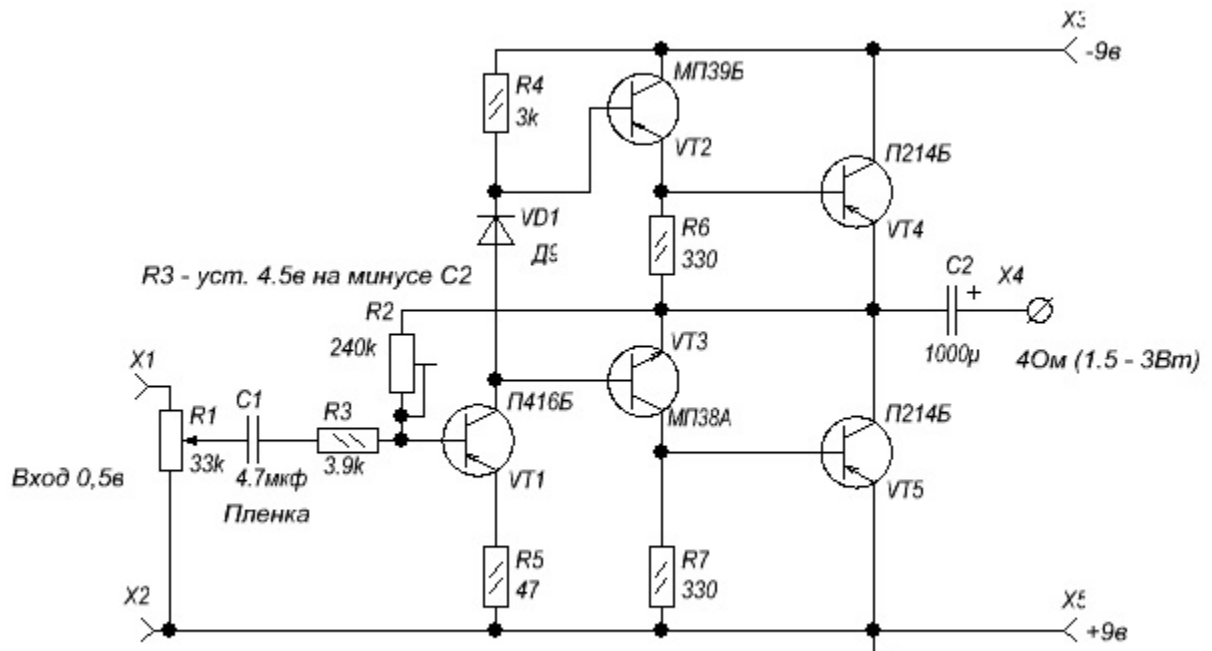 X3
-9в
МП39Б
R4
3k
VT2
П214Б
VD1
Д9
R6
330
VT4
R3 - уст. 4.5в на минусе С2
C2
X4
+
R2
240k
VT3
1000µ
4Ом (1.5 - 3Вт)
X1
П416Б
R1
C1
R3
МП38А
П214Б
33k
4.7мкф
3.9k
Вход 0,5в
VT1
VT5
Пленка
R5
47
R7
330
X2
X5
+9в